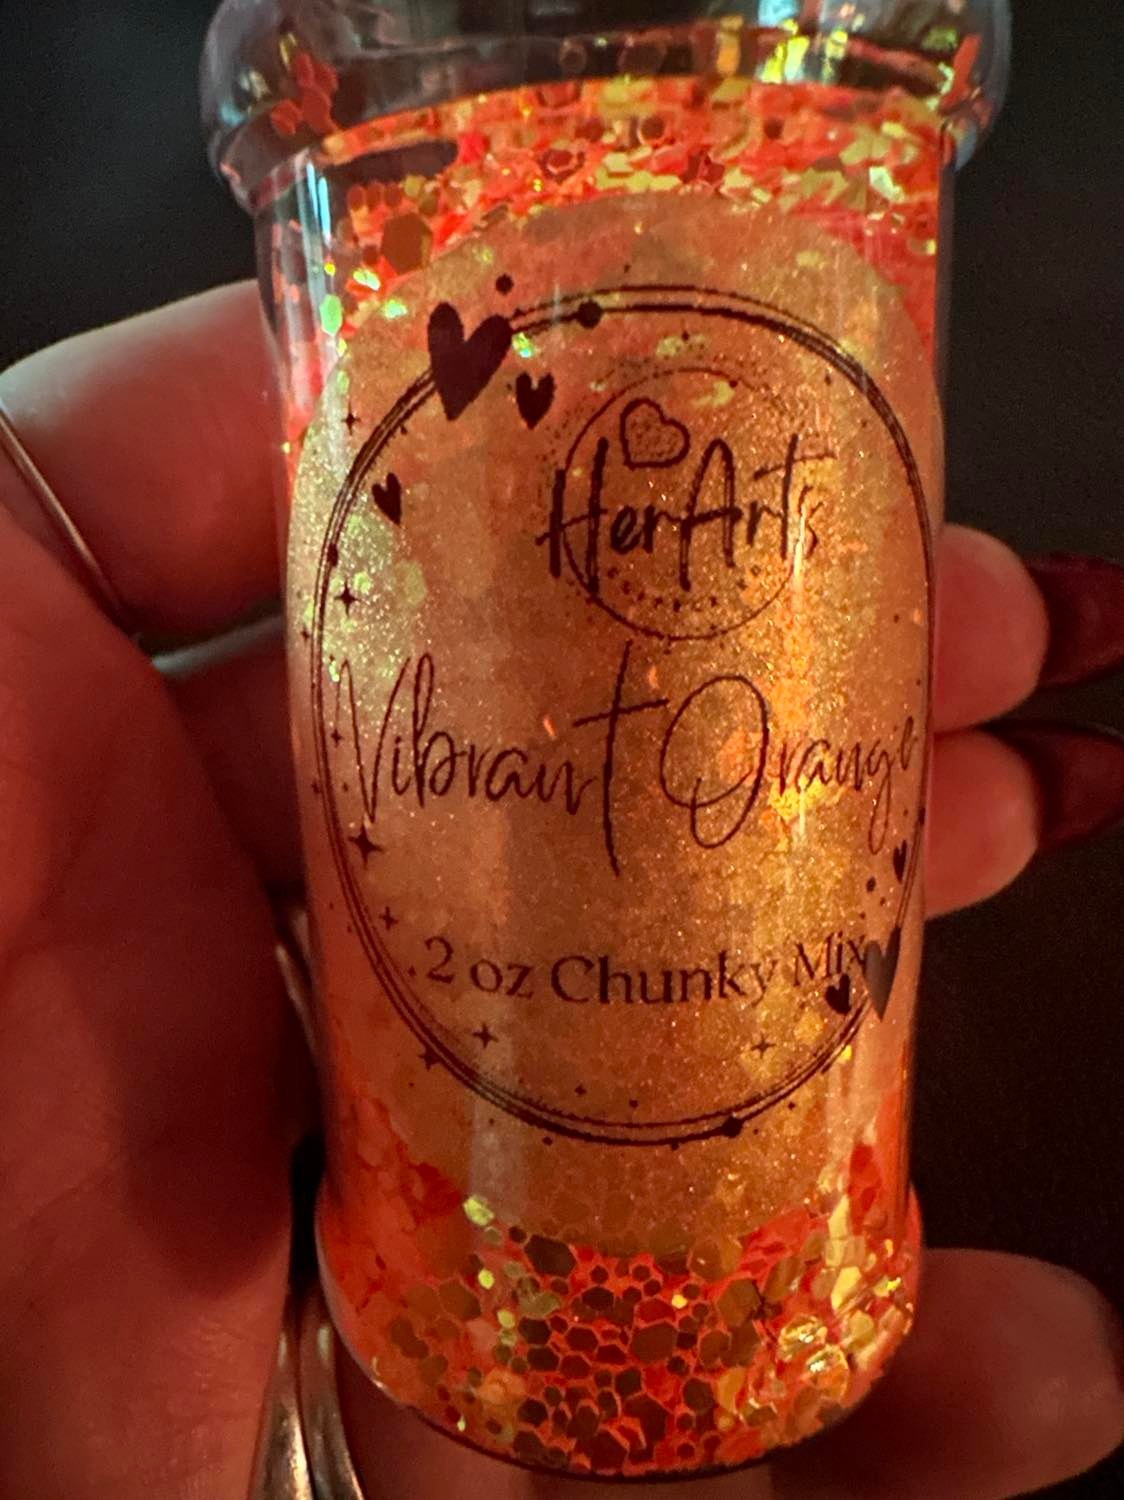 HerArts
Vibrant Orange
2 oz Chunky Mix